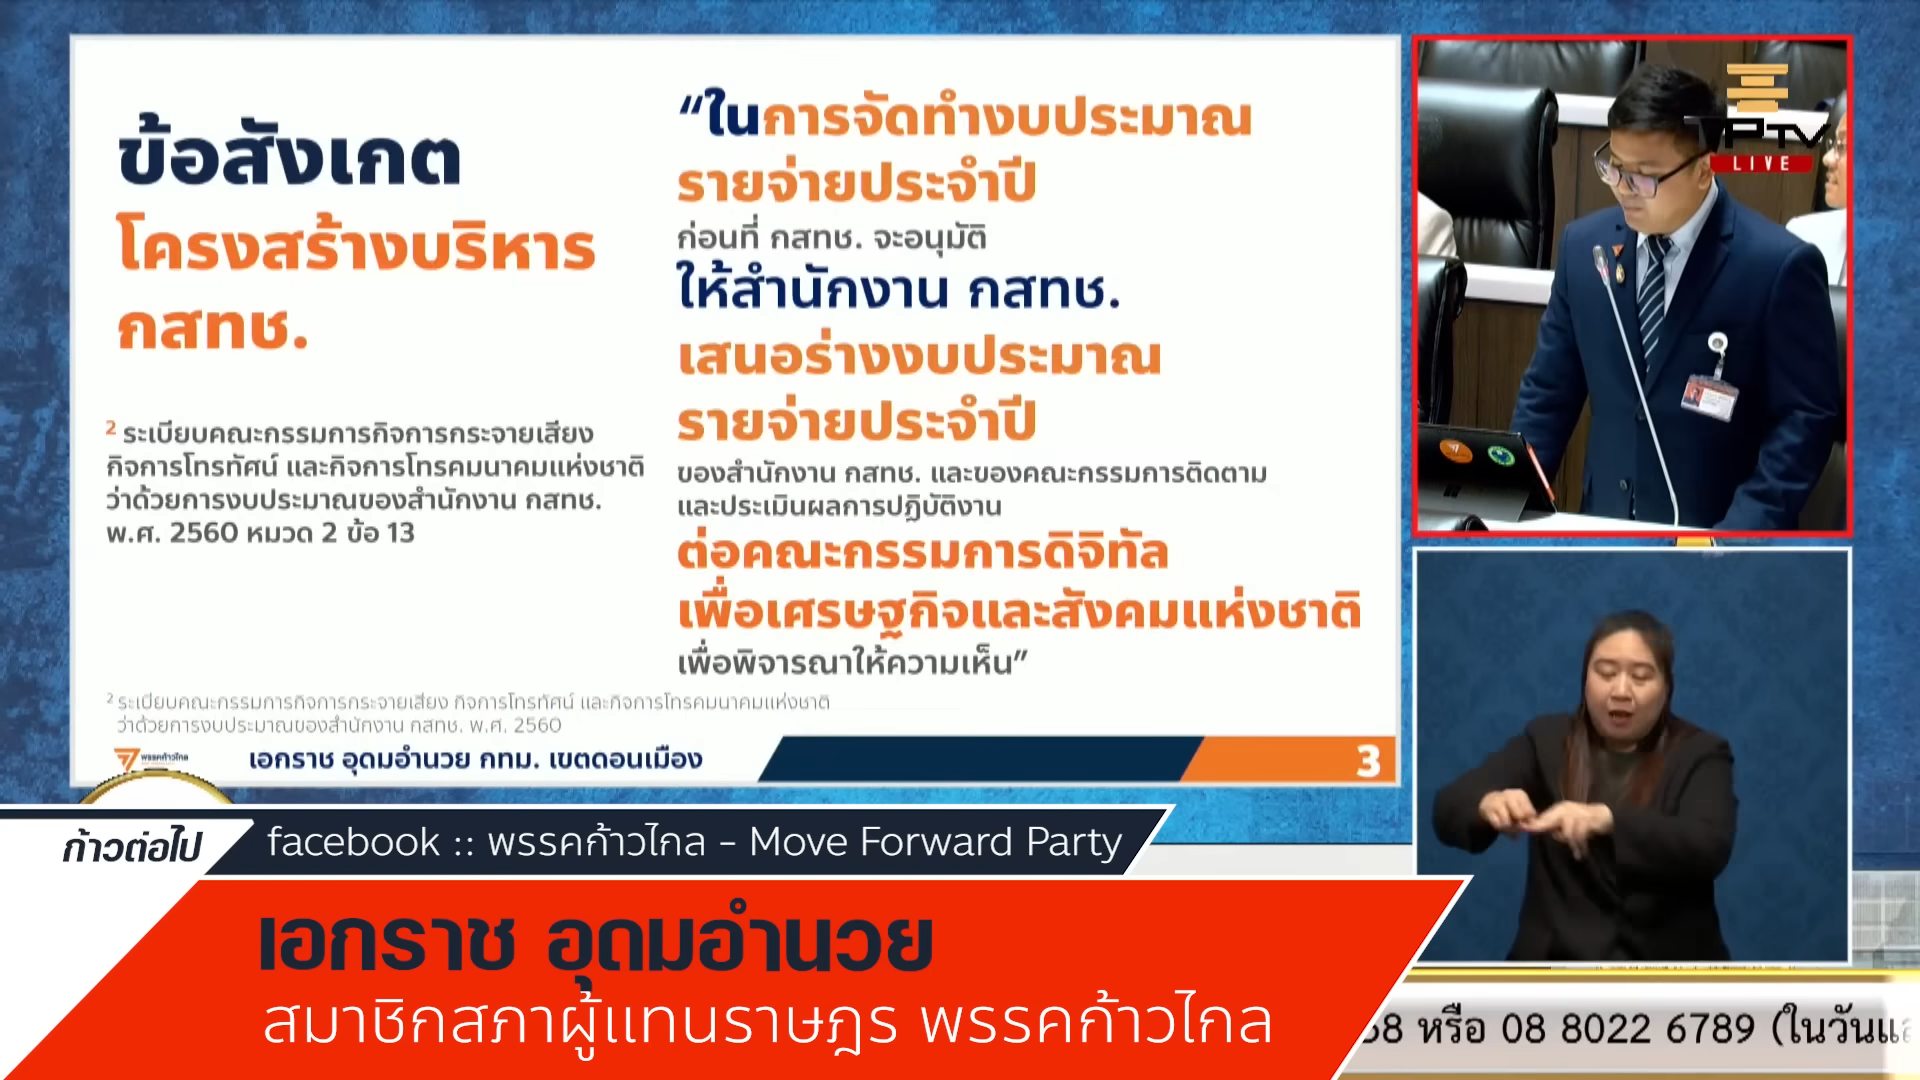 ข้อสังเกต
โครงสร้างบริหาร
กสทช.
2 ระเบียบคณะกรรมการกิจการกระจายเสียง
กิจการโทรทัศน์ และกิจการโทรคมนาคมแห่งชาติ
ว่าด้วยการงบประมาณของสำนักงาน กสทช.
พ.ศ. 2560 หมวด 2 ข้อ 13
“ในการจัดทำงบประมาณ
รายจ่ายประจำปี
ก่อนที่ กสทช. จะอนุมัติ
ให้สำนักงาน กสทช.
เสนอร่างงบประมาณ
รายจ่ายประจำปี
ของสำนักงาน กสทช. และของคณะกรรมการติดตาม
และประเมินผลการปฏิบัติงาน
ต่อคณะกรรมการดิจิทัล
เพื่อเศรษฐกิจและสังคมแห่งชาติ
เพื่อพิจารณาให้ความเห็น”
2 ระเบียบคณะกรรมการกิจการกระจายเสียง กิจการโทรทัศน์ และกิจการโทรคมนาคมแห่งชาติ
ว่าด้วยการงบประมาณของสำนักงาน กสทช. พ.ศ. 2560
พรรคก้าวไกล
เอกราช อุดมอำนวย กทม. เขตดอนเมือง
3
TPTV
LIVE
ก้าวต่อไป
facebook :: พรรคก้าวไกล - Move Forward Party
เอกราช อุดมอำนวย
สมาชิกสภาผู้แทนราษฎร พรรคก้าวไกล
68 หรือ 08 8022 6789 (ในวันและ